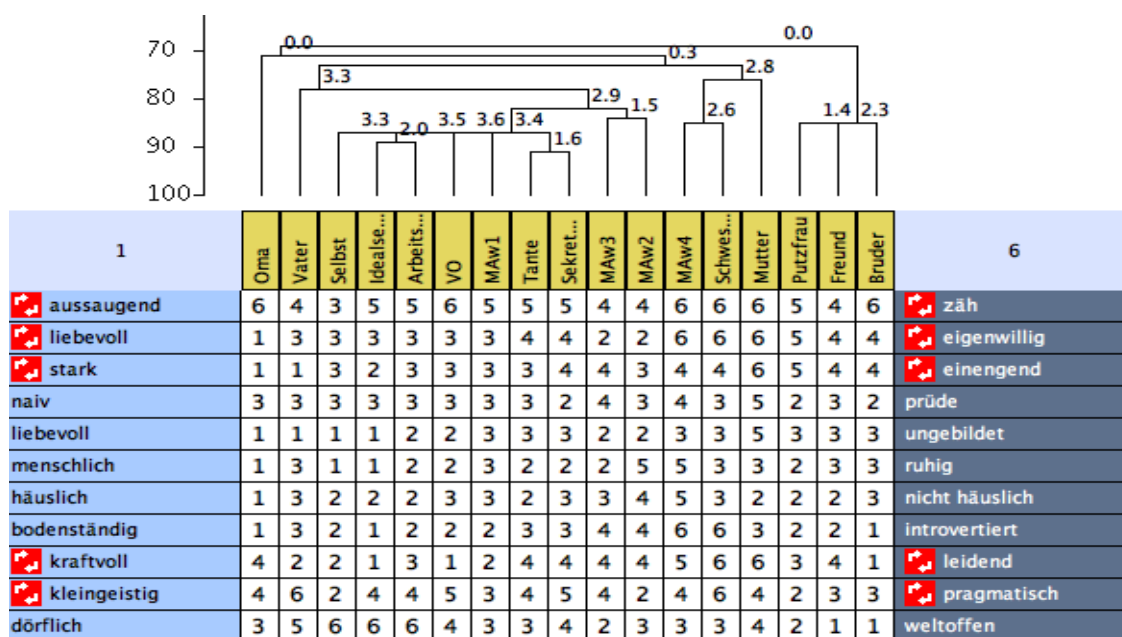 70
80
90
100
0.0
0.0
0.3
2.8
3.3
2.9
1.5
2.6
1.4
2.3
3.3
2.0
3.5
3.6
3.4
1.6
1 Oma Vater Selbst Idealse... Arbeits... VO MAw1 Tante Sekret... MAw3 MAw2 MAw4 Schwes... Mutter Putzfrau Freund Bruder 6
aussaugend 6 4 3 5 5 6 5 5 5 4 4 6 6 6 5 4 6 zäh
liebevoll 1 3 3 3 3 3 3 4 4 2 2 6 6 6 5 4 4 eigenwillig
stark 1 1 3 2 3 3 3 3 4 4 3 4 4 6 5 4 4 einengend
naiv 3 3 3 3 3 3 3 3 2 4 3 4 3 5 2 3 2 prüde
liebevoll 1 1 1 1 2 2 3 3 3 2 2 3 3 5 3 3 3 ungebildet
menschlich 1 3 1 1 2 2 3 2 2 2 5 5 3 3 2 3 3 ruhig
häuslich 1 3 2 2 2 3 3 2 3 3 4 5 3 2 2 2 3 nicht häuslich
bodenständig 1 3 2 1 2 2 2 3 3 4 4 6 6 3 2 2 1 introvertiert
kraftvoll 4 2 2 1 3 1 2 4 4 4 4 5 6 6 3 4 1 leidend
kleingeistig 4 6 2 4 4 5 3 4 5 4 2 4 6 4 2 3 3 pragmatisch
dörflich 3 5 6 6 6 4 3 3 4 2 3 3 3 4 2 1 1 weltoffen